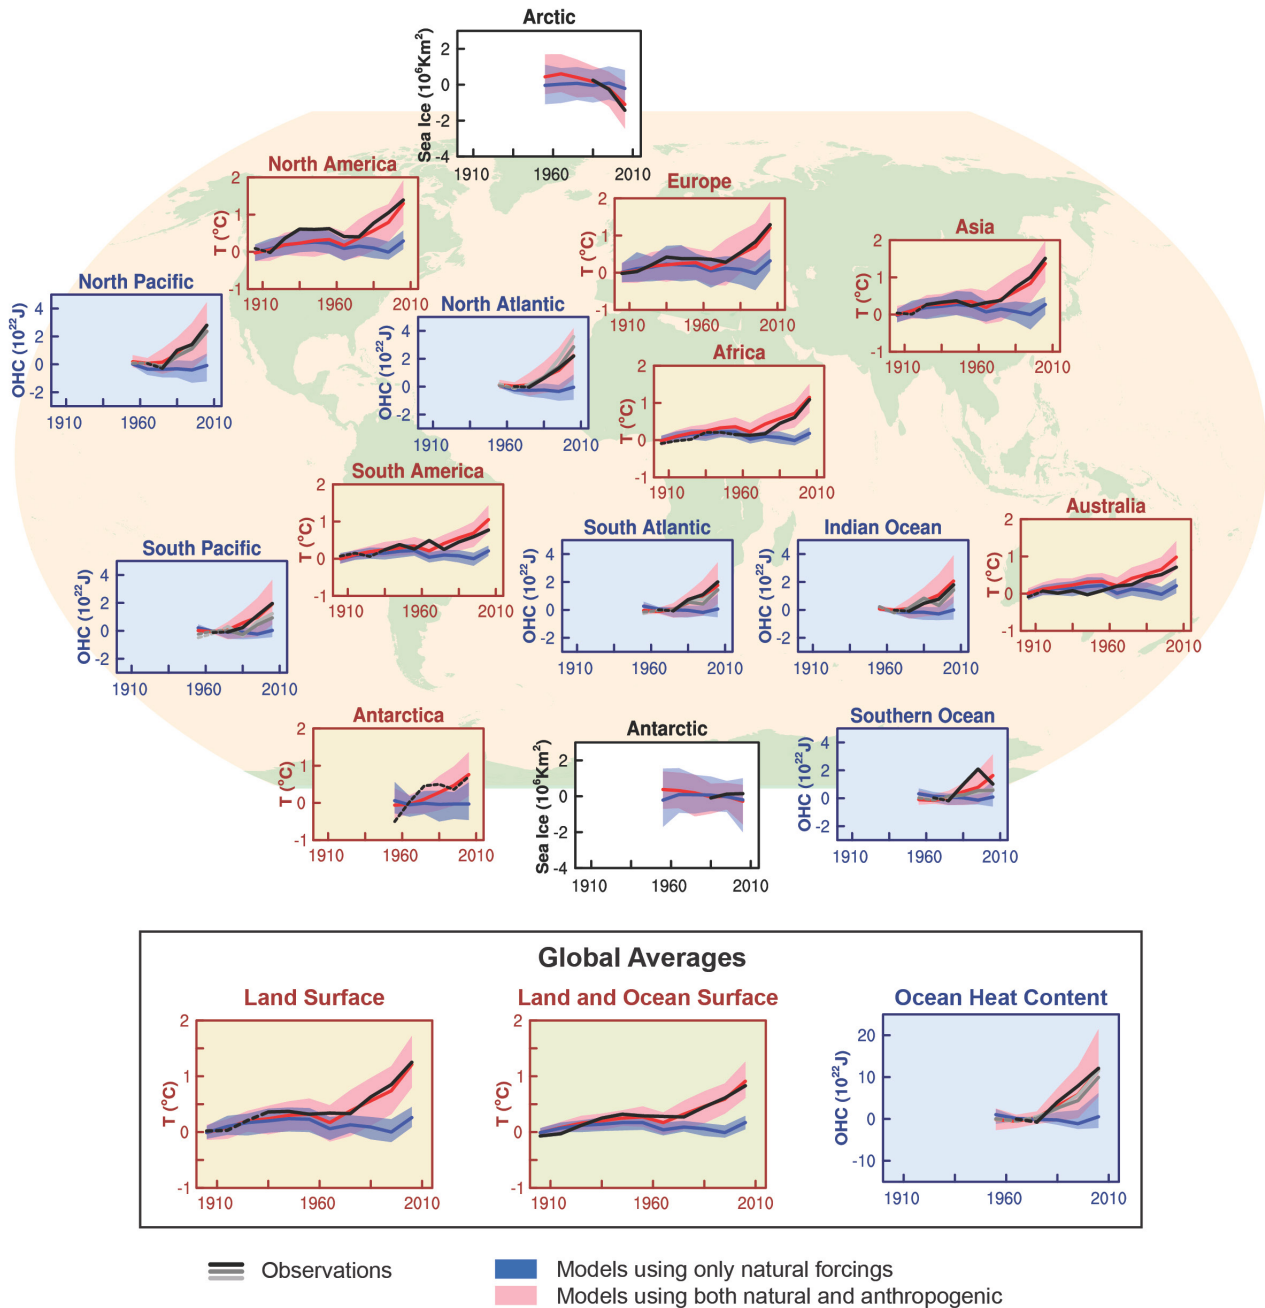 Arctic
Sea Ice (10⁶Km²)
2
0
-2
-4
1910 1960 2010
North America
T (°C)
2
1
0
-1
1910 1960 2010
Europe
T (°C)
2
1
0
-1
1910 1960 2010
Asia
T (°C)
2
1
0
-1
1910 1960 2010
North Pacific
OHC (10²²J)
4
2
0
-2
1910 1960 2010
North Atlantic
OHC (10²²J)
4
2
0
-2
1910 1960 2010
Africa
T (°C)
2
1
0
-1
1910 1960 2010
South America
T (°C)
2
1
0
-1
1910 1960 2010
South Pacific
OHC (10²²J)
4
2
0
-2
1910 1960 2010
South Atlantic
OHC (10²²J)
4
2
0
-2
1910 1960 2010
Indian Ocean
OHC (10²²J)
4
2
0
-2
1910 1960 2010
Australia
T (°C)
2
1
0
-1
1910 1960 2010
Antarctica
T (°C)
2
1
0
-1
1910 1960 2010
Antarctic
Sea Ice (10⁶Km²)
2
0
-2
-4
1910 1960 2010
Southern Ocean
OHC (10²²J)
4
2
0
-2
1910 1960 2010
Global Averages
Land Surface
T (°C)
2
1
0
-1
1910 1960 2010
Land and Ocean Surface
T (°C)
2
1
0
-1
1910 1960 2010
Ocean Heat Content
OHC (10²²J)
20
10
0
-10
1910 1960 2010
Observations
Models using only natural forcings
Models using both natural and anthropogenic